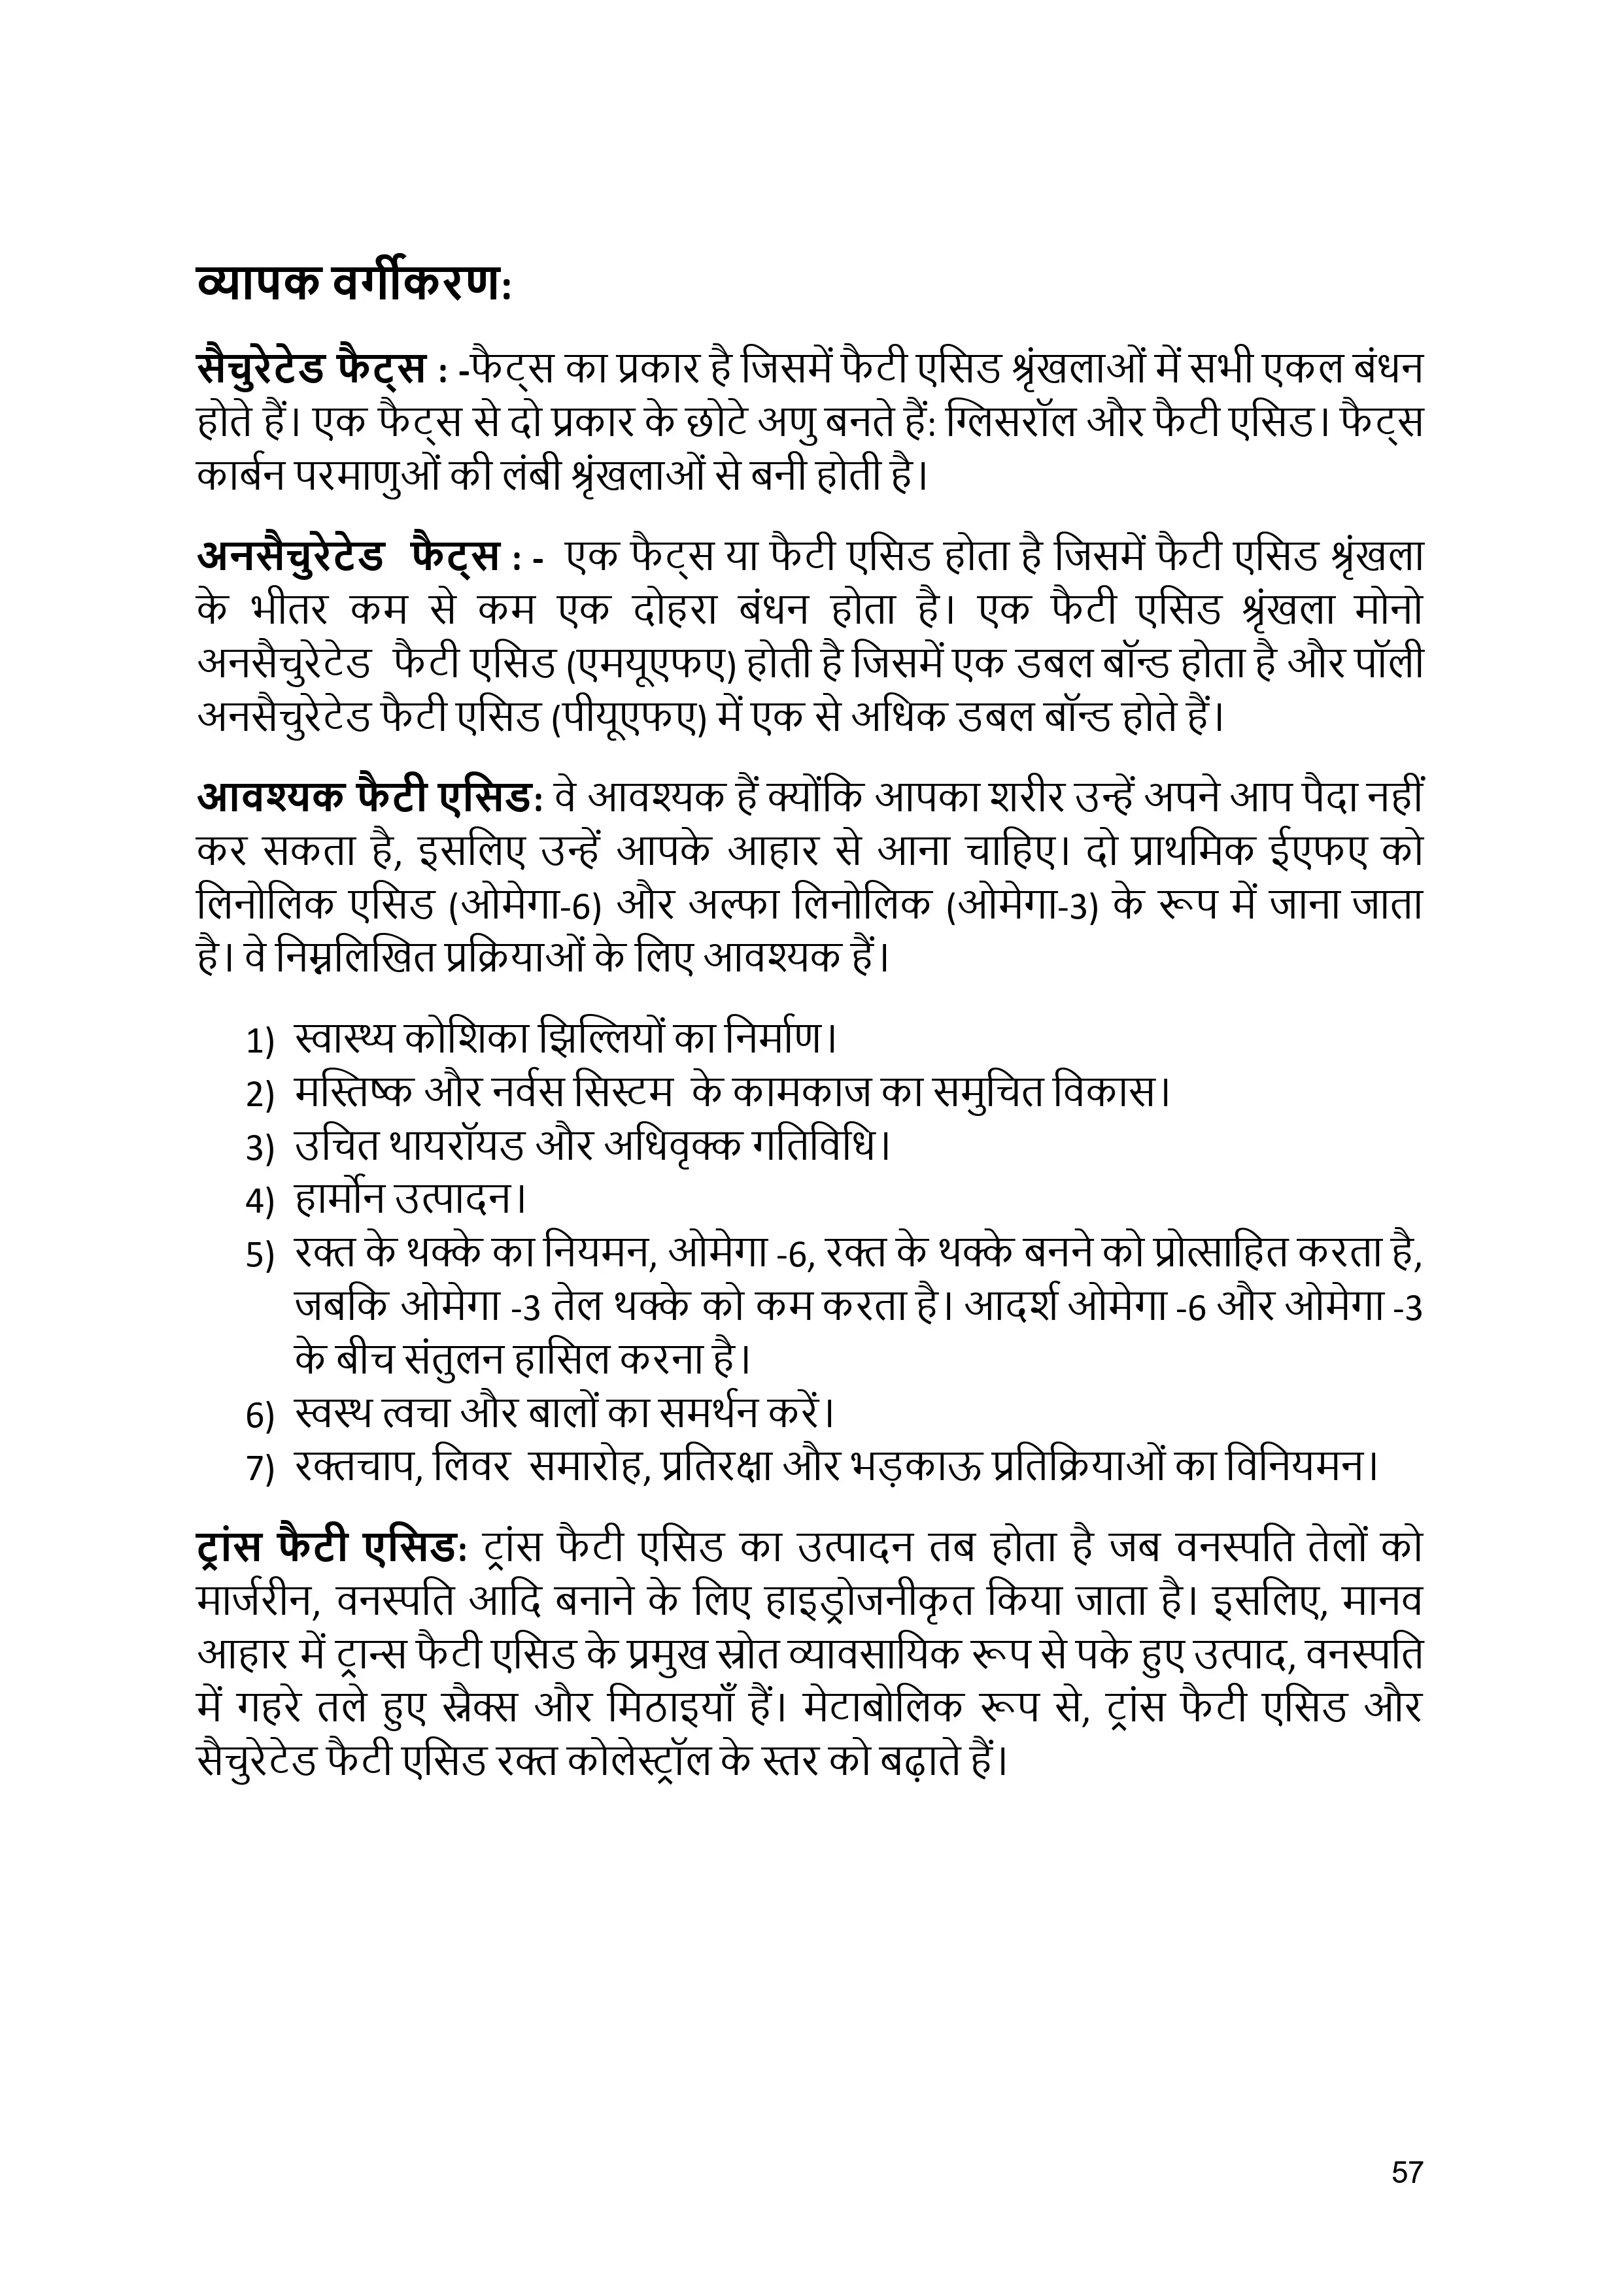 व्यापक वर्गीकरण:
सैचुरेटेड फैट्स : -फैट्स का प्रकार है जिसमें फैटी एसिड श्रृंखलाओं में सभी एकल बंधन
होते हैं। एक फैट्स से दो प्रकार के छोटे अणु बनते हैं: ग्लिसरॉल और फैटी एसिड। फैट्स
कार्बन परमाणुओं की लंबी श्रृंखलाओं से बनी होती है।
अनसैचुरेटेड फैट्स : - एक फैट्स या फैटी एसिड होता है जिसमें फैटी एसिड श्रृंखला
के भीतर कम से कम एक दोहरा बंधन होता है। एक फैटी एसिड श्रृंखला मोनो
अनसैचुरेटेड फैटी एसिड (एमयूएफए) होती है जिसमें एक डबल बॉन्ड होता है और पॉली
अनसैचुरेटेड फैटी एसिड (पीयूएफए) में एक से अधिक डबल बॉन्ड होते हैं।
आवश्यक फैटी एसिड: वे आवश्यक हैं क्योंकि आपका शरीर उन्हें अपने आप पैदा नहीं
कर सकता है, इसलिए उन्हें आपके आहार से आना चाहिए। दो प्राथमिक ईएफए को
लिनोलिक एसिड (ओमेगा-6) और अल्फा लिनोलिक (ओमेगा-3) के रूप में जाना जाता
है। वे निम्नलिखित प्रक्रियाओं के लिए आवश्यक हैं।
1) स्वास्थ्य कोशिका झिल्लियों का निर्माण।
2) मस्तिष्क और नर्वस सिस्टम के कामकाज का समुचित विकास।
3) उचित थायरॉयड और अधिवृक्क गतिविधि।
4) हार्मोन उत्पादन।
5) रक्त के थक्के का नियमन, ओमेगा -6, रक्त के थक्के बनने को प्रोत्साहित करता है,
जबकि ओमेगा -3 तेल थक्के को कम करता है। आदर्श ओमेगा -6 और ओमेगा -3
के बीच संतुलन हासिल करना है।
6) स्वस्थ त्वचा और बालों का समर्थन करें।
7) रक्तचाप, लिवर समारोह, प्रतिरक्षा और भड़काऊ प्रतिक्रियाओं का विनियमन।
ट्रांस फैटी एसिड: ट्रांस फैटी एसिड का उत्पादन तब होता है जब वनस्पति तेलों को
मार्जरीन, वनस्पति आदि बनाने के लिए हाइड्रोजनीकृत किया जाता है। इसलिए, मानव
आहार में ट्रान्स फैटी एसिड के प्रमुख स्रोत व्यावसायिक रूप से पके हुए उत्पाद, वनस्पति
में गहरे तले हुए स्नैक्स और मिठाइयाँ हैं। मेटाबोलिक रूप से, ट्रांस फैटी एसिड और
सैचुरेटेड फैटी एसिड रक्त कोलेस्ट्रॉल के स्तर को बढ़ाते हैं।
57